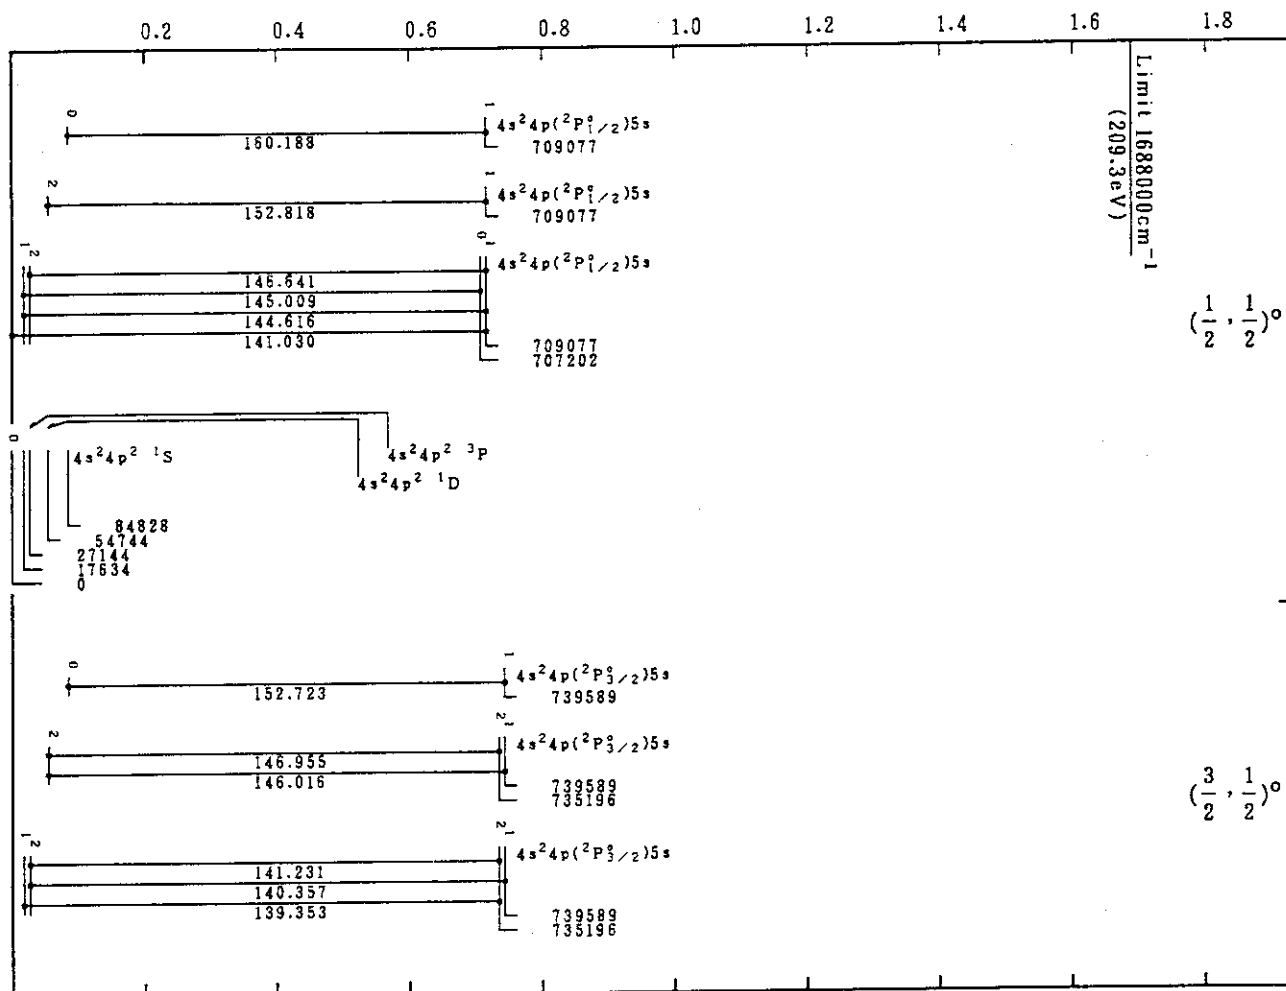 0.2 0.4 0.6 0.8 1.0 1.2 1.4 1.6 1.8
Limit 1688000cm⁻¹
(209.3eV)
0 1 4s²4p(²P°₁/₂)5s
160.188 709077
2 1 4s²4p(²P°₁/₂)5s
152.818 709077
1 2 0 1 4s²4p(²P°₁/₂)5s
146.641
145.009
144.616
141.030 709077
707202
(1/2, 1/2)°
0
4s²4p² ¹S 4s²4p² ³P
4s²4p² ¹D
84828
54744
27144
17634
0
0 1 4s²4p(²P°₃/₂)5s
152.723 739589
2 2 1 4s²4p(²P°₃/₂)5s
146.955
146.016 739589
735196
(3/2, 1/2)°
1 2 2 1 4s²4p(²P°₃/₂)5s
141.231
140.357
139.353 739589
735196